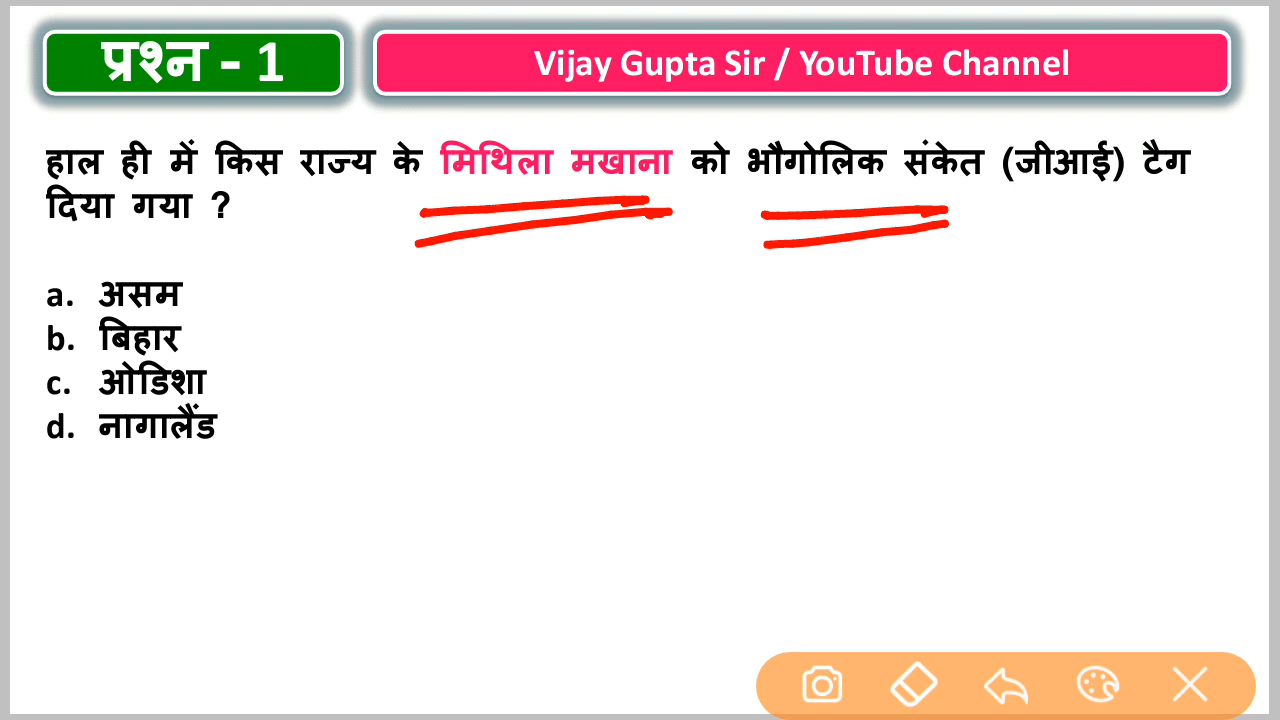 प्रश्न - 1
Vijay Gupta Sir / YouTube Channel
हाल ही में किस राज्य के मिथिला मखाना को भौगोलिक संकेत (जीआई) टैग
दिया गया ?
a. असम
b. बिहार
c. ओडिशा
d. नागालैंड